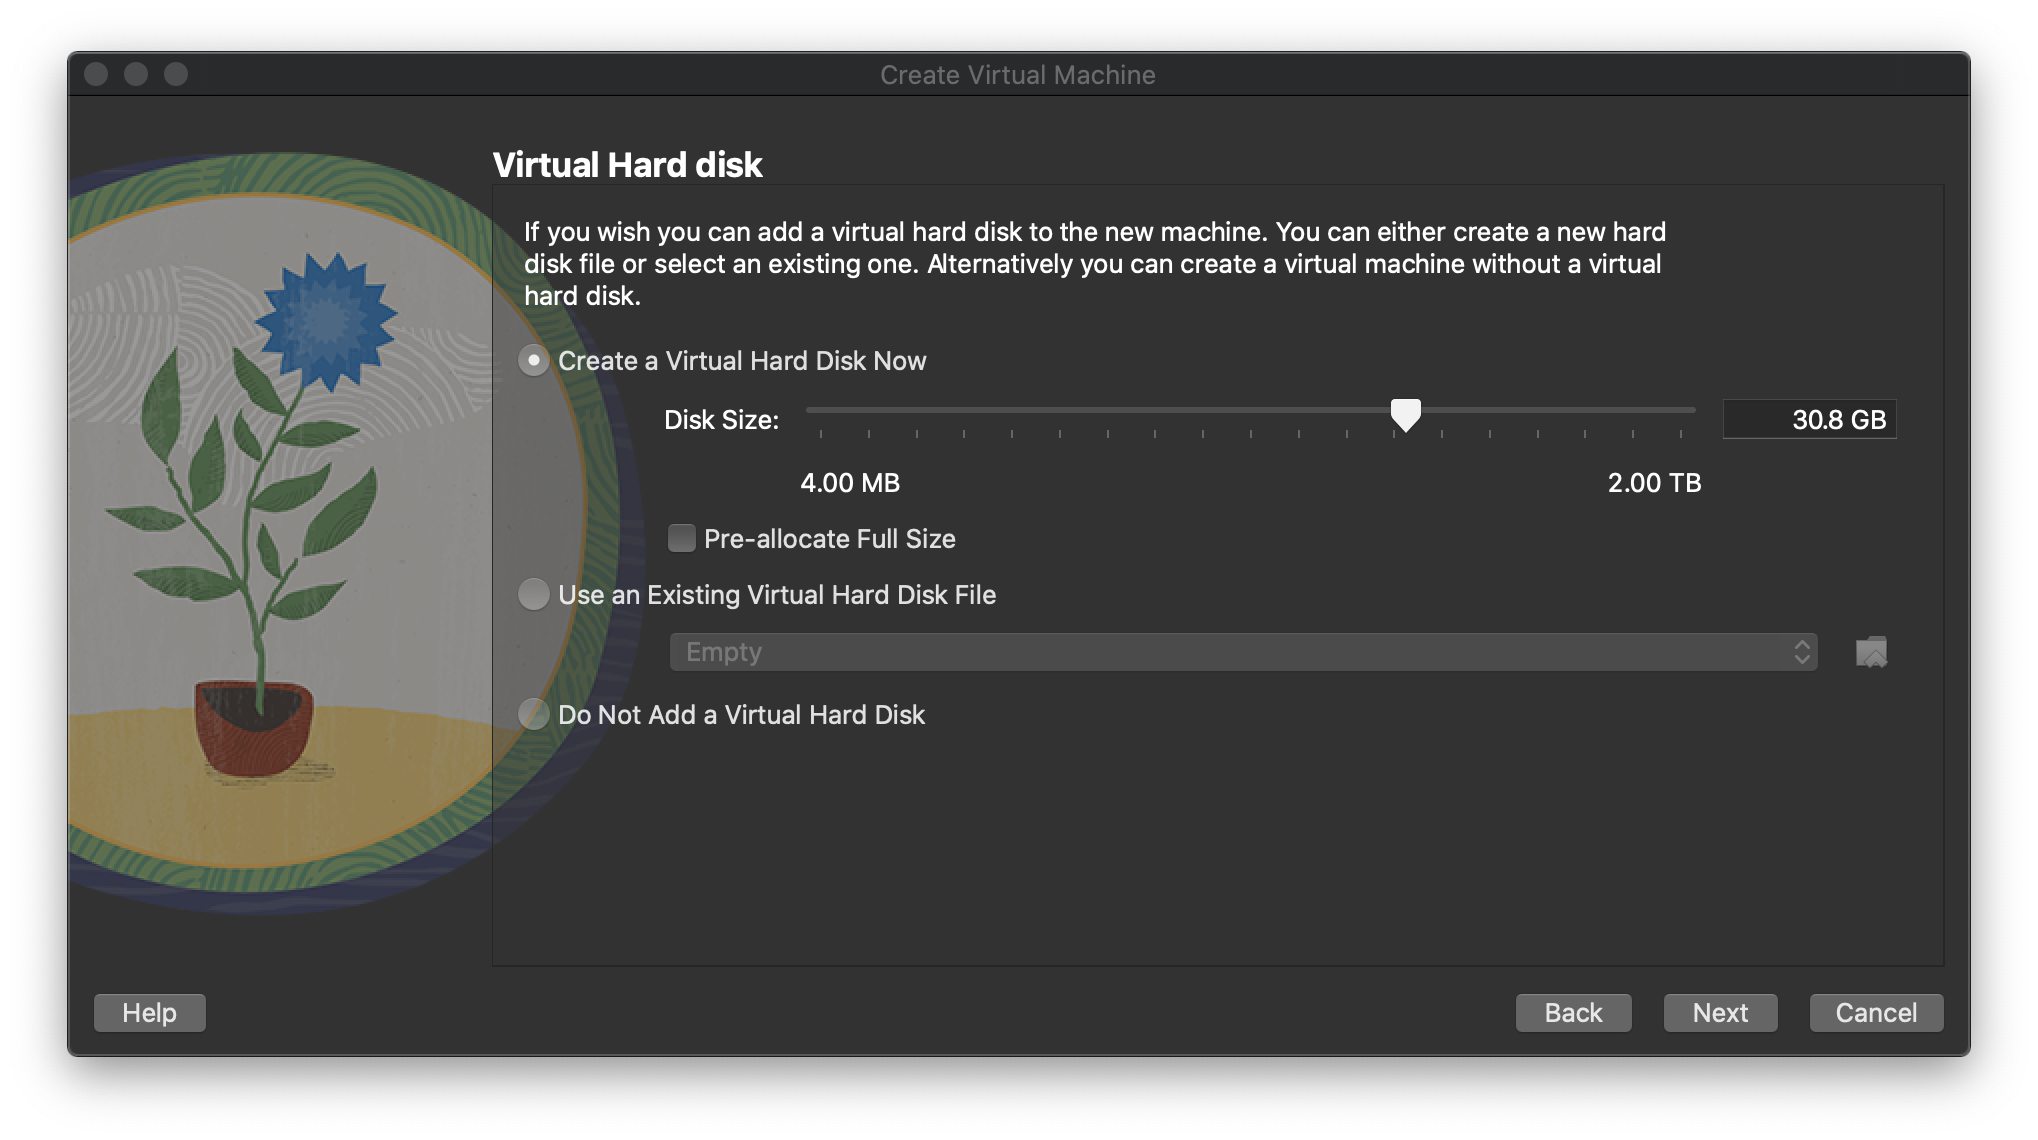 Create Virtual Machine
Virtual Hard disk
If you wish you can add a virtual hard disk to the new machine. You can either create a new hard
disk file or select an existing one. Alternatively you can create a virtual machine without a virtual
hard disk.
Create a Virtual Hard Disk Now
Disk Size:
30.8 GB
4.00 MB
2.00 TB
Pre-allocate Full Size
Use an Existing Virtual Hard Disk File
Empty
Do Not Add a Virtual Hard Disk
Help
Back
Next
Cancel